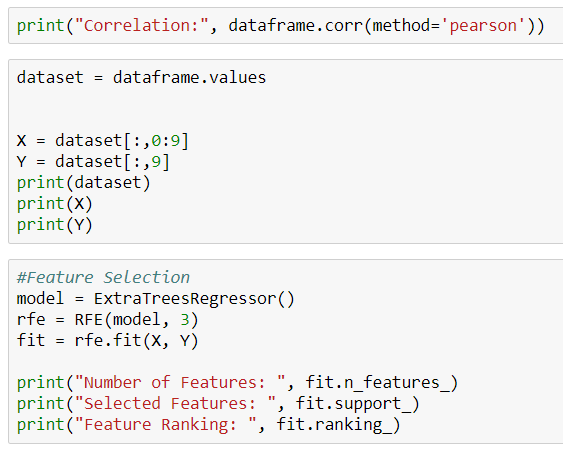 print("Correlation:", dataframe.corr(method='pearson'))
dataset = dataframe.values
X = dataset[:,0:9]
Y = dataset[:,9]
print(dataset)
print(X)
print(Y)
#Feature Selection
model = ExtraTreesRegressor()
rfe = RFE(model, 3)
fit = rfe.fit(X, Y)
print("Number of Features: ", fit.n_features_)
print("Selected Features: ", fit.support_)
print("Feature Ranking: ", fit.ranking_)